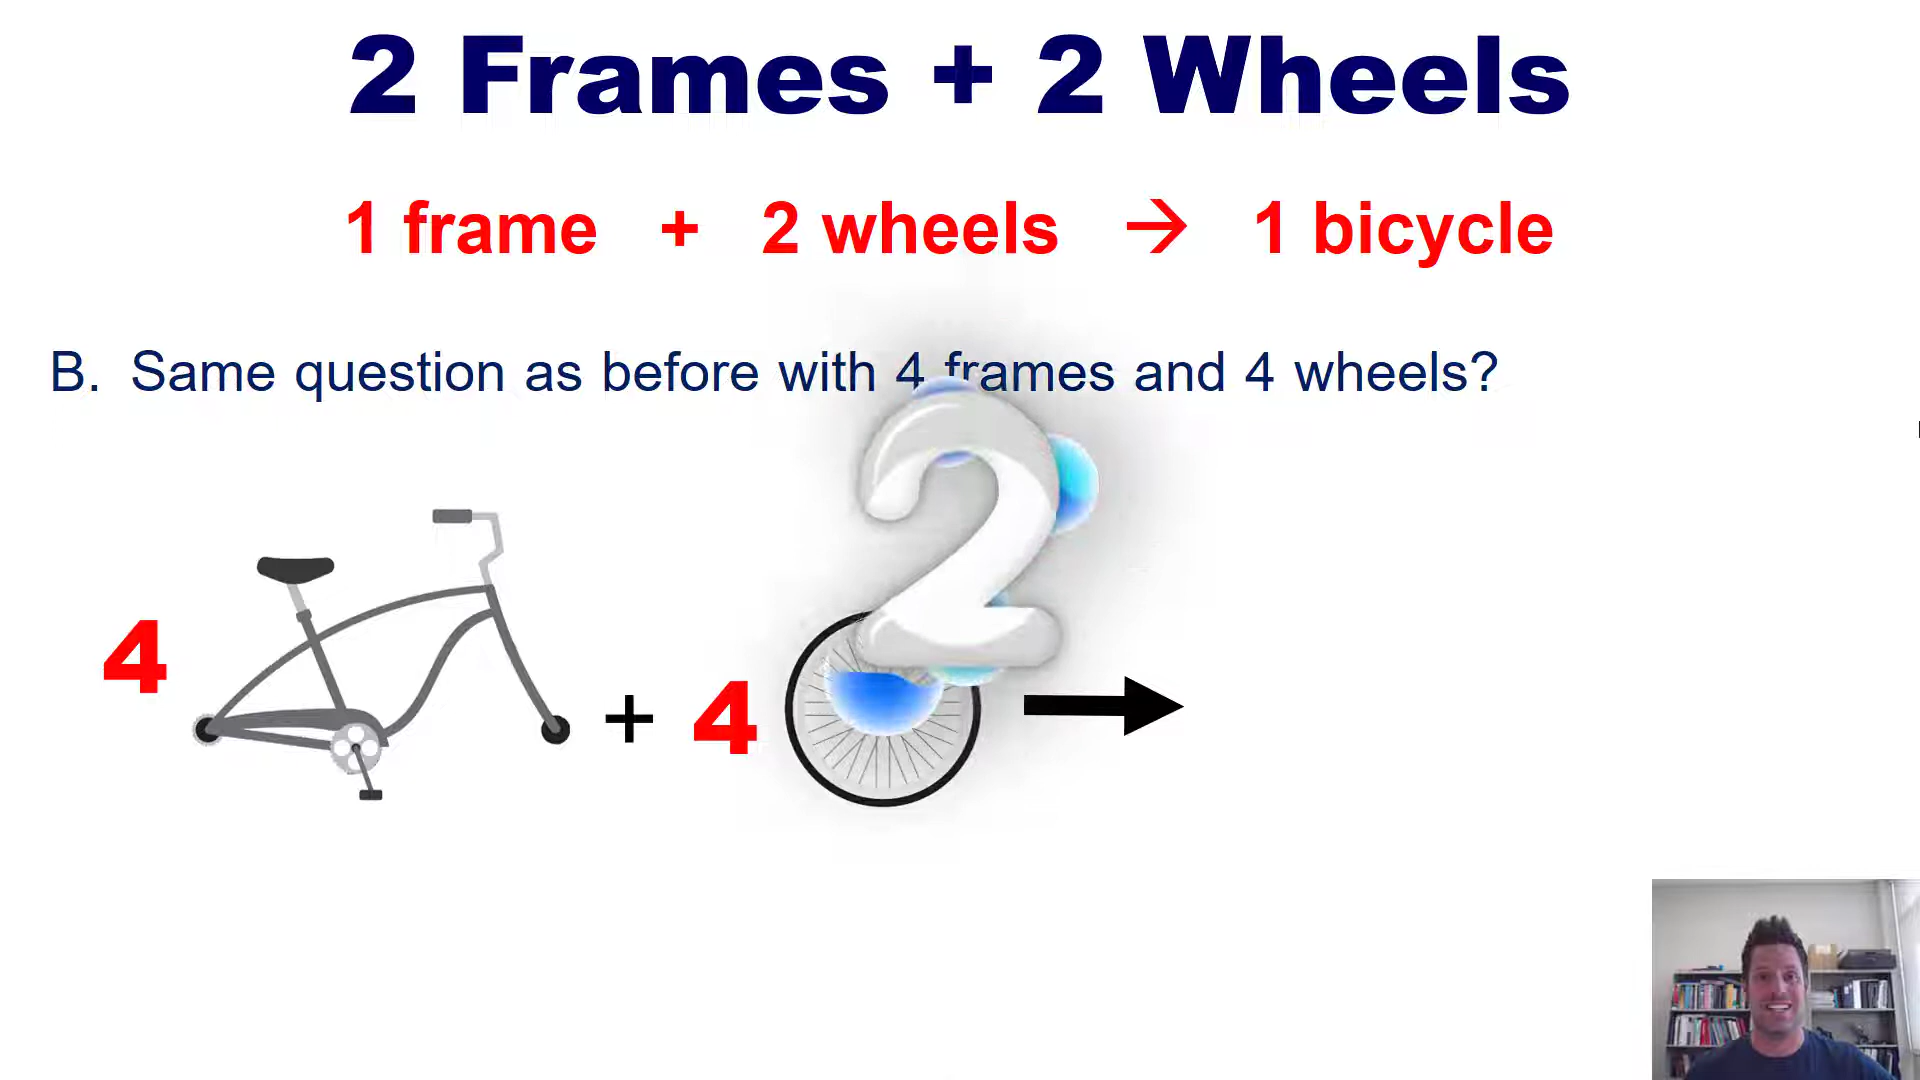 2 Frames + 2 Wheels
1 frame + 2 wheels → 1 bicycle
B. Same question as before with 4 frames and 4 wheels?
2
4 + 4